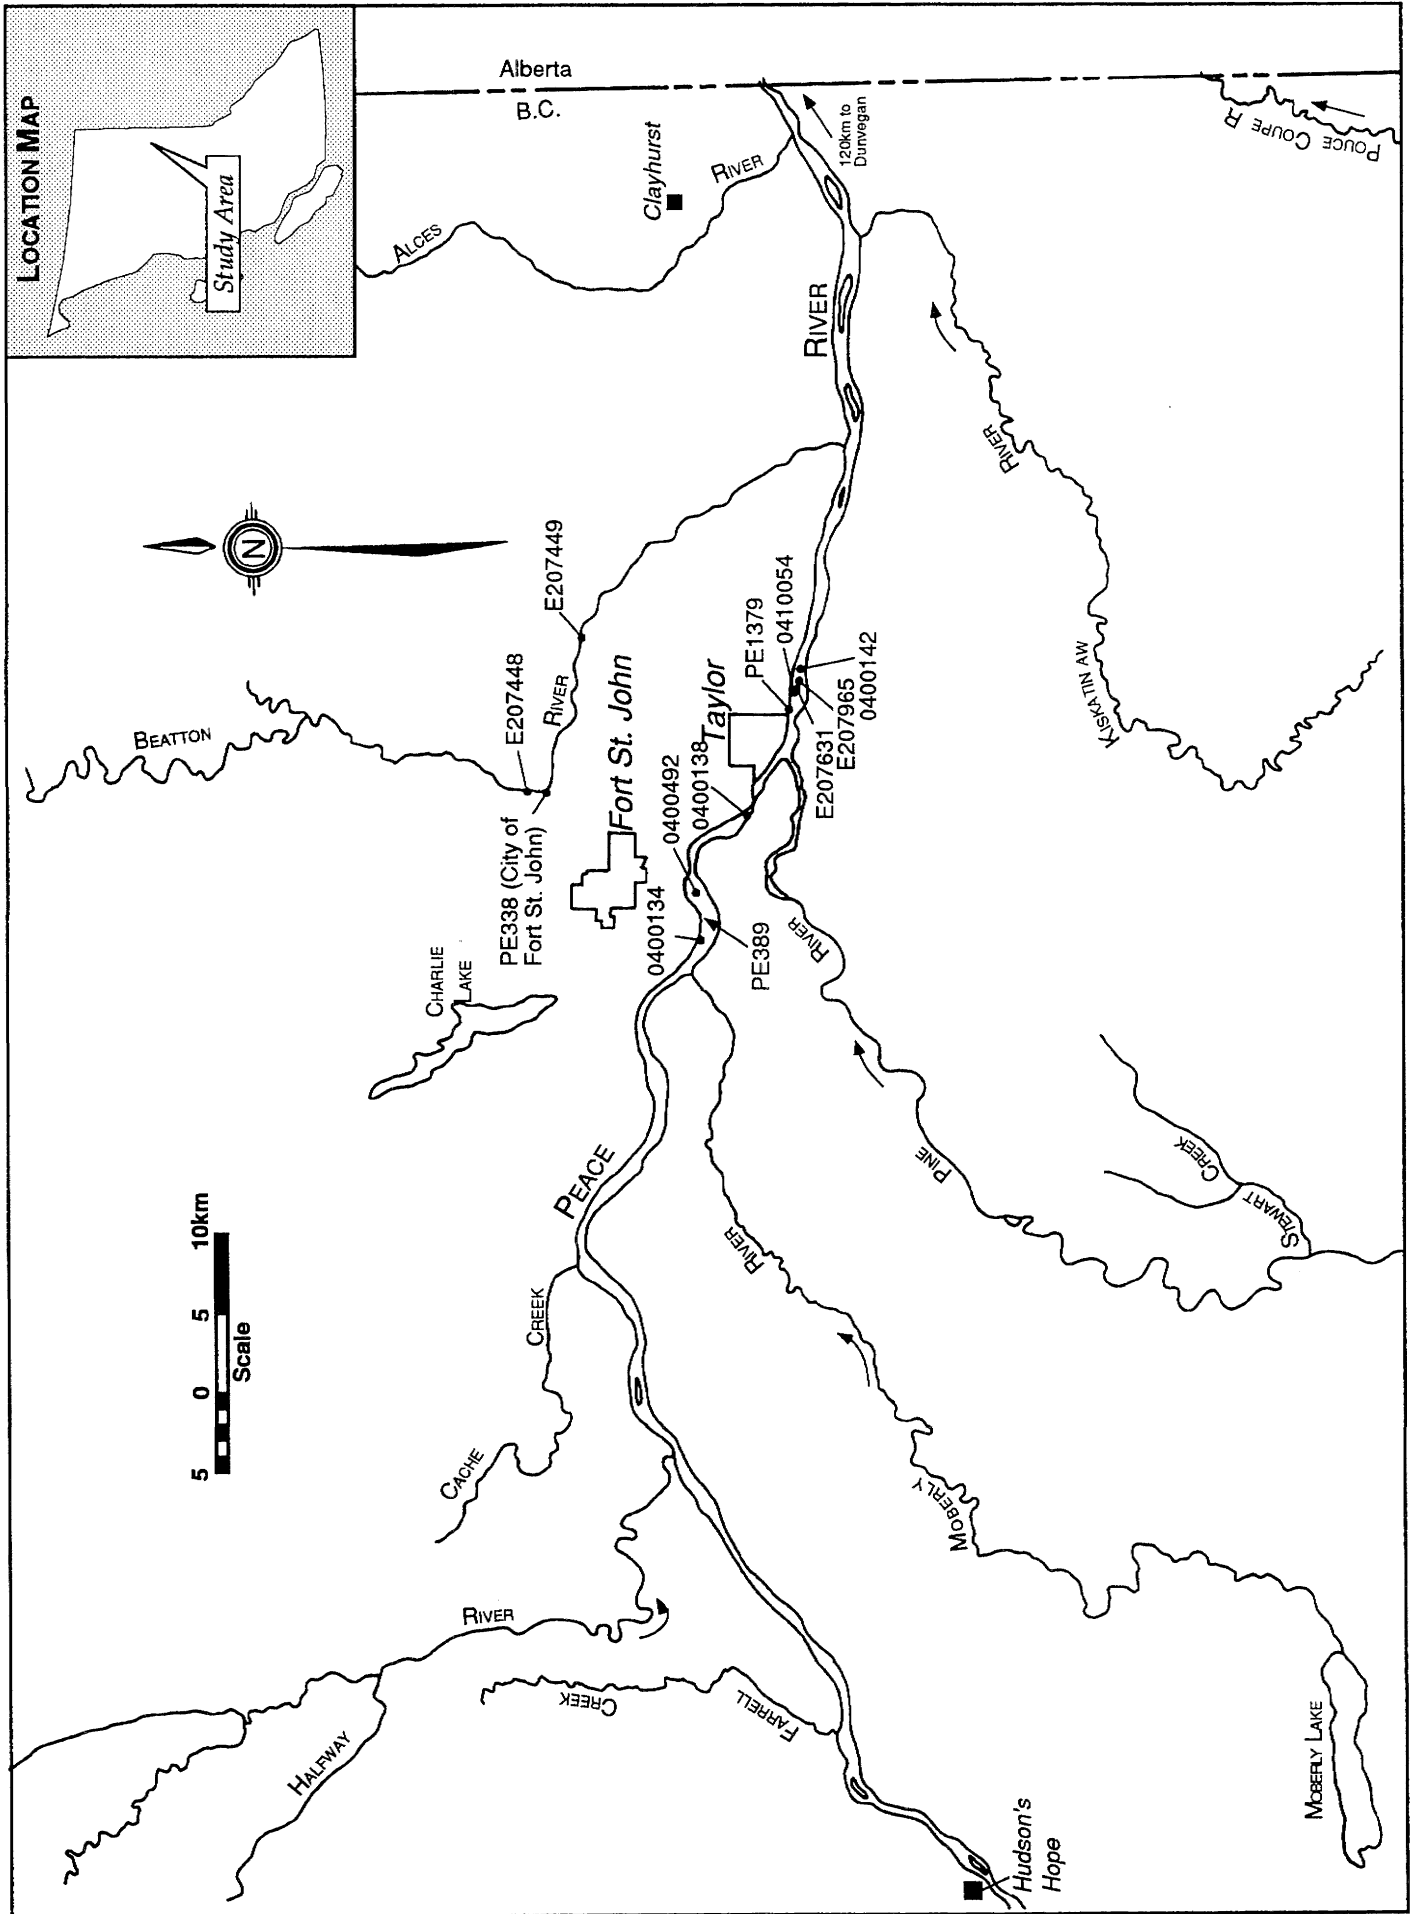 LOCATION MAP
Study Area
Alberta
B.C.
120km to
Dunvegan
POUCE COUPE R
Clayhurst
ALCES
RIVER
RIVER
RIVER
KISKATINAW
N
E207449
E207448
RIVER
BEATTON
Fort St. John
Taylor
PE1379
0410054
0400142
E207965
E207631
0400138
0400492
0400134
PE389
PE338 (City of
Fort St. John)
CHARLIE
LAKE
RIVER
PINE
CREEK
STEWART
PEACE
5 0 5 10km
Scale
CREEK
CACHE
RIVER
MOBERLY
RIVER
HALFWAY
CREEK
FARRELL
MOBERLY LAKE
Hudson's
Hope